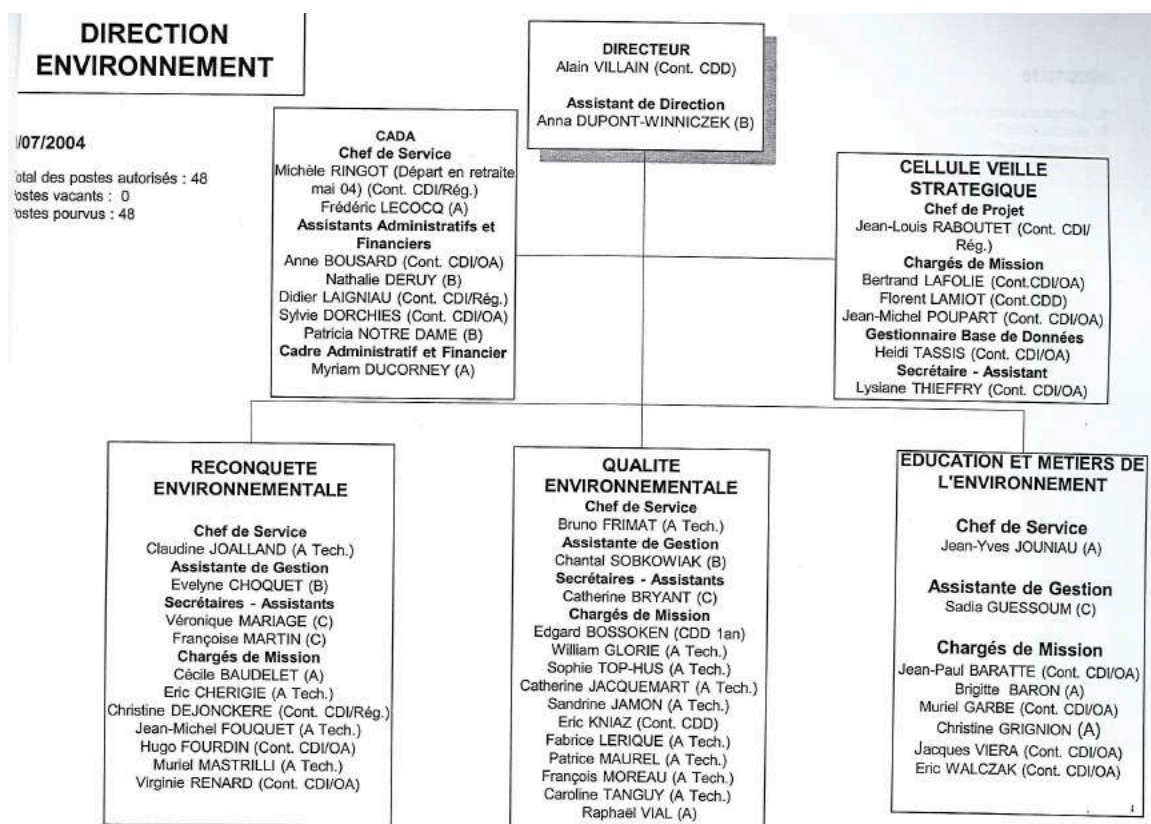 DIRECTION
ENVIRONNEMENT
/07/2004
otal des postes autorisés : 48
ostes vacants : 0
ostes pourvus : 48
DIRECTEUR
Alain VILLAIN (Cont. CDD)
Assistant de Direction
Anna DUPONT-WINNICZEK (B)
CADA
Chef de Service
Michèle RINGOT (Départ en retraite
mai 04) (Cont. CDI/Rég.)
Frédéric LECOCQ (A)
Assistants Administratifs et
Financiers
Anne BOUSARD (Cont. CDI/OA)
Nathalie DERUY (B)
Didier LAIGNIAU (Cont. CDI/Rég.)
Sylvie DORCHIES (Cont. CDI/OA)
Patricia NOTRE DAME (B)
Cadre Administratif et Financier
Myriam DUCORNEY (A)
CELLULE VEILLE
STRATEGIQUE
Chef de Projet
Jean-Louis RABOUTET (Cont. CDI/
Rég.)
Chargés de Mission
Bertrand LAFOLIE (Cont.CDI/OA)
Florent LAMIOT (Cont.CDD)
Jean-Michel POUPART (Cont. CDI/OA)
Gestionnaire Base de Données
Heidi TASSIS (Cont. CDI/OA)
Secrétaire - Assistant
Lysiane THIEFFRY (Cont. CDI/OA)
RECONQUETE
ENVIRONNEMENTALE
Chef de Service
Claudine JOALLAND (A Tech.)
Assistante de Gestion
Evelyne CHOQUET (B)
Secrétaires - Assistants
Véronique MARIAGE (C)
Françoise MARTIN (C)
Chargés de Mission
Cécile BAUDELET (A)
Eric CHERIGIE (A Tech.)
Christine DEJONCKERE (Cont. CDI/Rég.)
Jean-Michel FOUQUET (A Tech.)
Hugo FOURDIN (Cont. CDI/OA)
Muriel MASTRILLI (A Tech.)
Virginie RENARD (Cont. CDI/OA)
QUALITE
ENVIRONNEMENTALE
Chef de Service
Bruno FRIMAT (A Tech.)
Assistante de Gestion
Chantal SOBKOWIAK (B)
Secrétaires - Assistants
Catherine BRYANT (C)
Chargés de Mission
Edgard BOSSOKEN (CDD 1an)
William GLORIE (A Tech.)
Sophie TOP-HUS (A Tech.)
Catherine JACQUEMART (A Tech.)
Sandrine JAMON (A Tech.)
Eric KNIAZ (Cont. CDD)
Fabrice LERIQUE (A Tech.)
Patrice MAUREL (A Tech.)
François MOREAU (A Tech.)
Caroline TANGUY (A Tech.)
Raphaël VIAL (A)
EDUCATION ET METIERS DE
L'ENVIRONNEMENT
Chef de Service
Jean-Yves JOUNIAU (A)
Assistante de Gestion
Sadia GUESSOUM (C)
Chargés de Mission
Jean-Paul BARATTE (Cont. CDI/OA)
Brigitte BARON (A)
Muriel GARBE (Cont. CDI/OA)
Christine GRIGNION (A)
Jacques VIERA (Cont. CDI/OA)
Eric WALCZAK (Cont. CDI/OA)